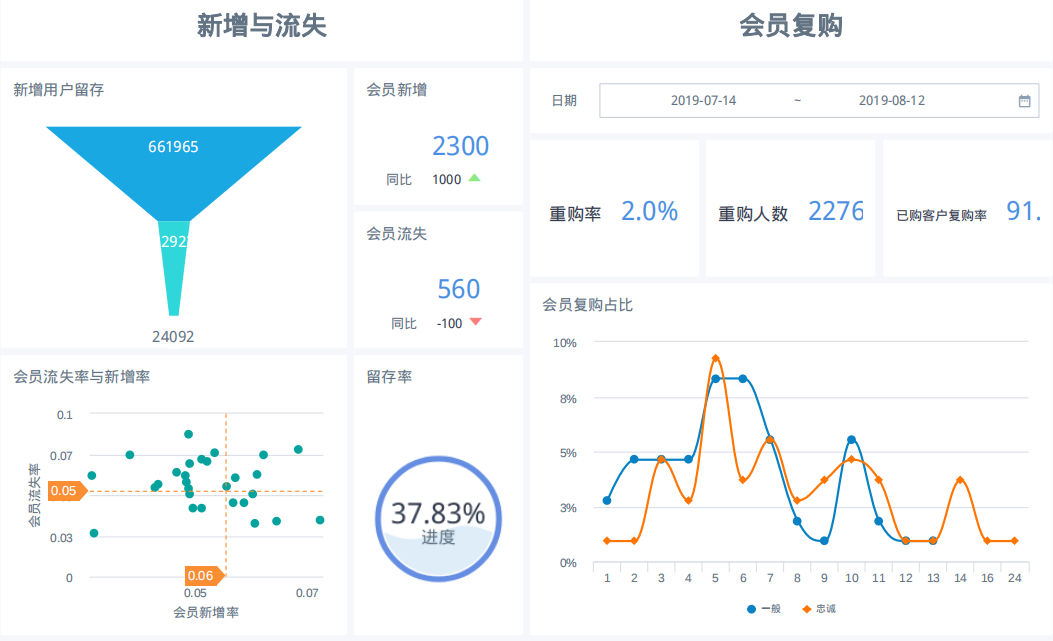 新增与流失
新增用户留存
661965
292
24092
会员新增
2300
同比 1000
会员流失
560
同比 -100
会员流失率与新增率
0.1
0.07
0.05
0.03
0
会员流失率
0.06
0.05
0.07
会员新增率
留存率
37.83%
进度
会员复购
日期 2019-07-14 ~ 2019-08-12
重购率 2.0%
重购人数 2276
已购客户复购率 91.
会员复购占比
10%
8%
5%
3%
0%
1 2 3 4 5 6 7 8 9 10 11 12 13 14 16 24
一般 忠诚